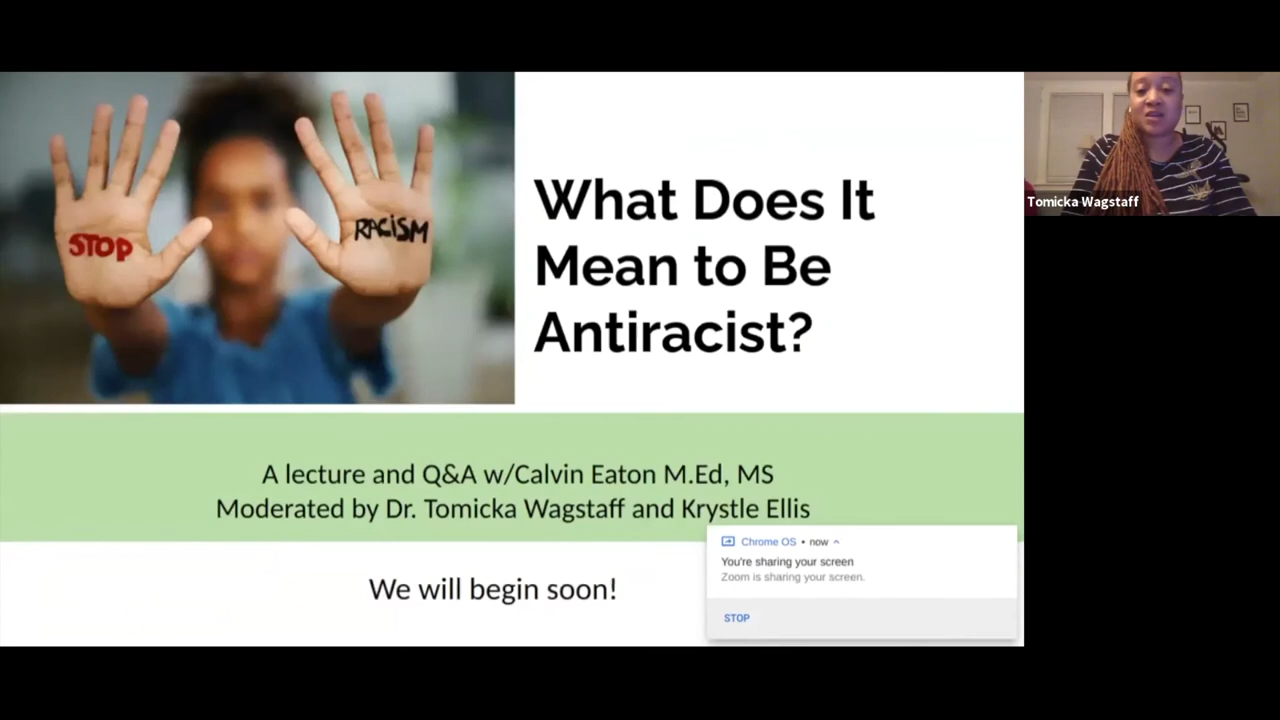 STOP
RACISM
What Does It
Mean to Be
Antiracist?
Tomicka Wagstaff
A lecture and Q&A w/Calvin Eaton M.Ed, MS
Moderated by Dr. Tomicka Wagstaff and Krystle Ellis
We will begin soon!
Chrome OS • now
You're sharing your screen
Zoom is sharing your screen.
STOP